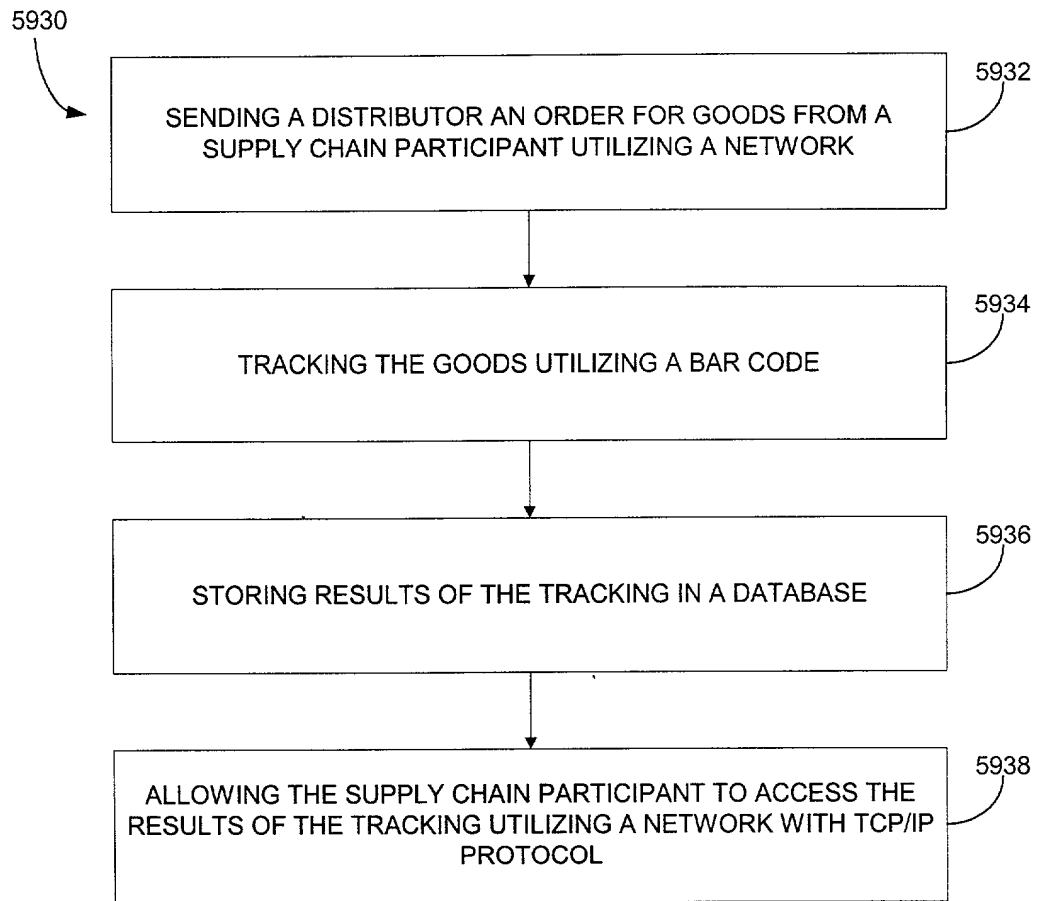 5930
5932
SENDING A DISTRIBUTOR AN ORDER FOR GOODS FROM A
SUPPLY CHAIN PARTICIPANT UTILIZING A NETWORK
5934
TRACKING THE GOODS UTILIZING A BAR CODE
5936
STORING RESULTS OF THE TRACKING IN A DATABASE
5938
ALLOWING THE SUPPLY CHAIN PARTICIPANT TO ACCESS THE
RESULTS OF THE TRACKING UTILIZING A NETWORK WITH TCP/IP
PROTOCOL